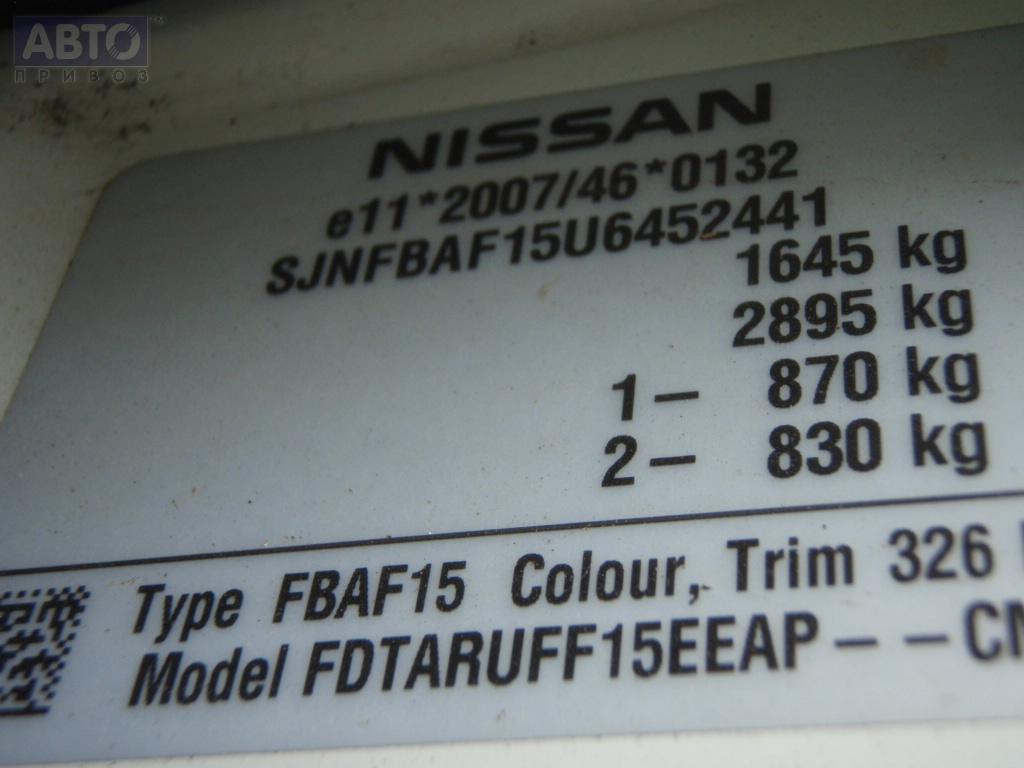 АВТО
ПРИВОЗ
NISSAN
e11*2007/46*0132
SJNFBAF15U6452441
1645 kg
2895 kg
1- 870 kg
2- 830 kg
Type FBAF15 Colour, Trim 326
Model FDTARUFF15EEAP--CN